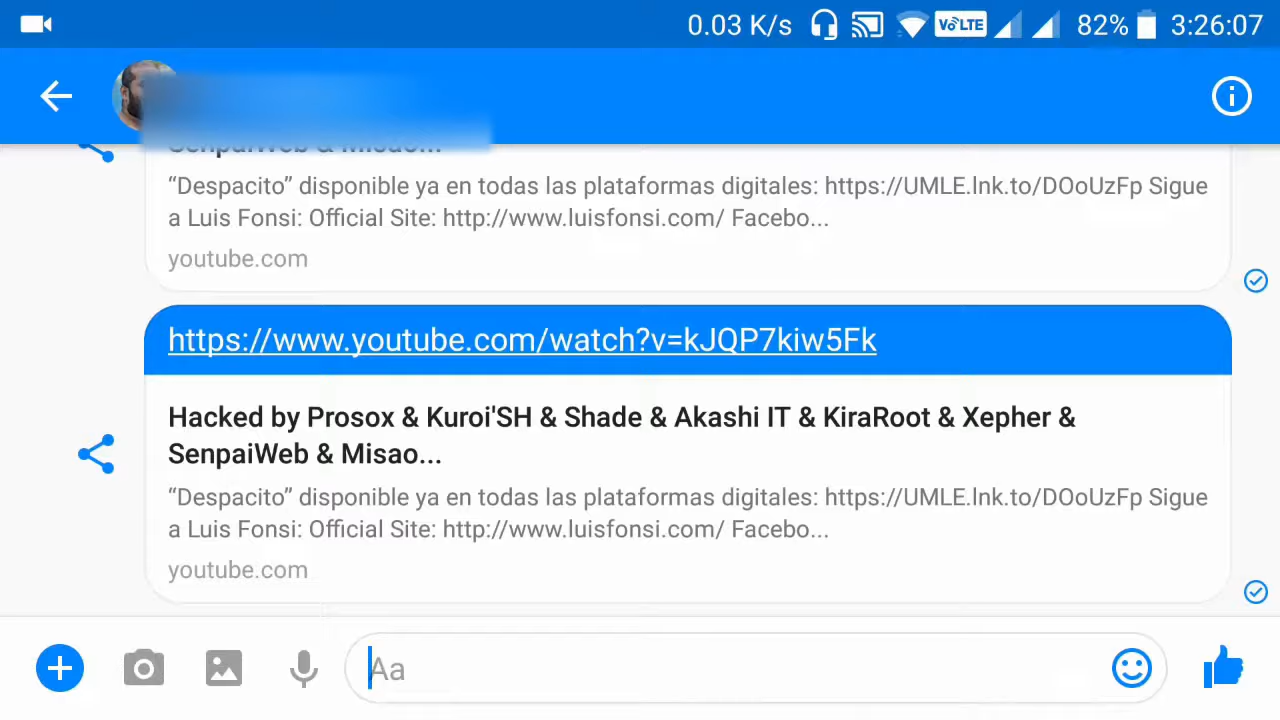 0.03 K/s VoLTE 82% 3:26:07
SenpaiWeb & Misao...
“Despacito” disponible ya en todas las plataformas digitales: https://UMLE.lnk.to/DOoUzFp Sigue
a Luis Fonsi: Official Site: http://www.luisfonsi.com/ Facebo...
youtube.com
https://www.youtube.com/watch?v=kJQP7kiw5Fk
Hacked by Prosox & Kuroi'SH & Shade & Akashi IT & KiraRoot & Xepher &
SenpaiWeb & Misao...
“Despacito” disponible ya en todas las plataformas digitales: https://UMLE.lnk.to/DOoUzFp Sigue
a Luis Fonsi: Official Site: http://www.luisfonsi.com/ Facebo...
youtube.com
Aa